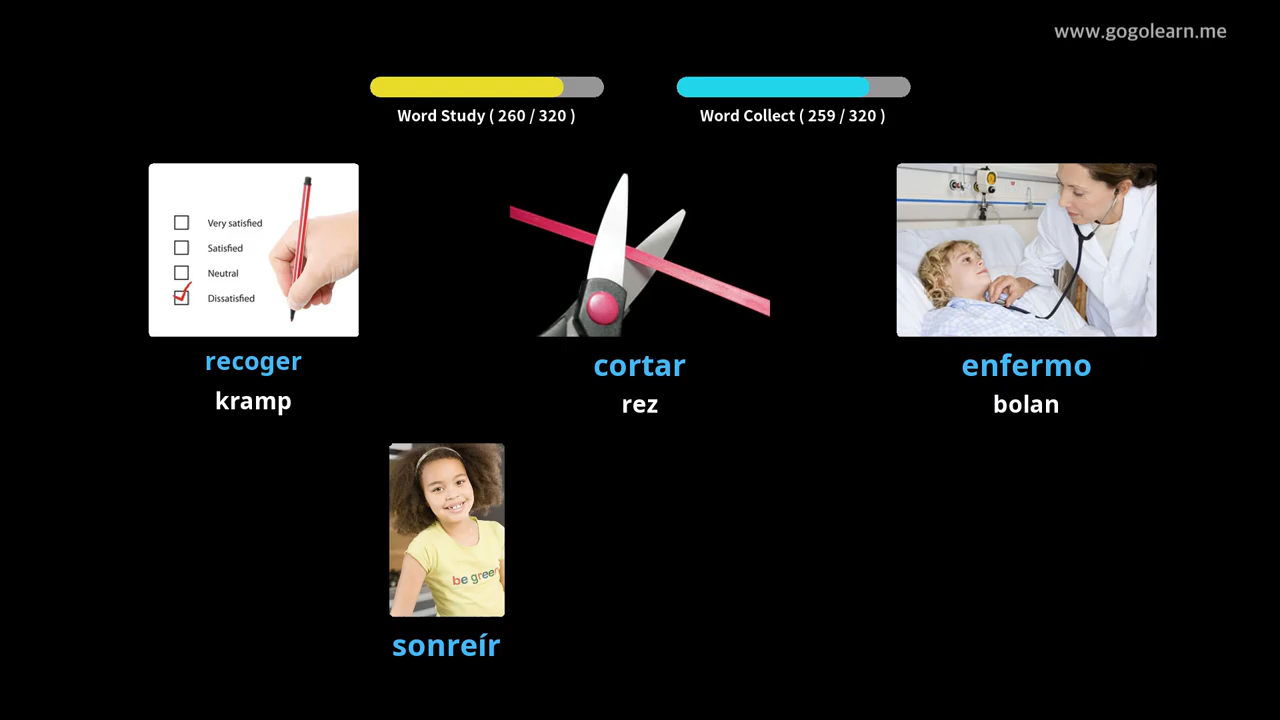 www.gogolearn.me
Word Study ( 260 / 320 )
Word Collect ( 259 / 320 )
Very satisfied
Satisfied
Neutral
Dissatisfied
recoger
kramp
cortar
rez
enfermo
bolan
be green
sonreír